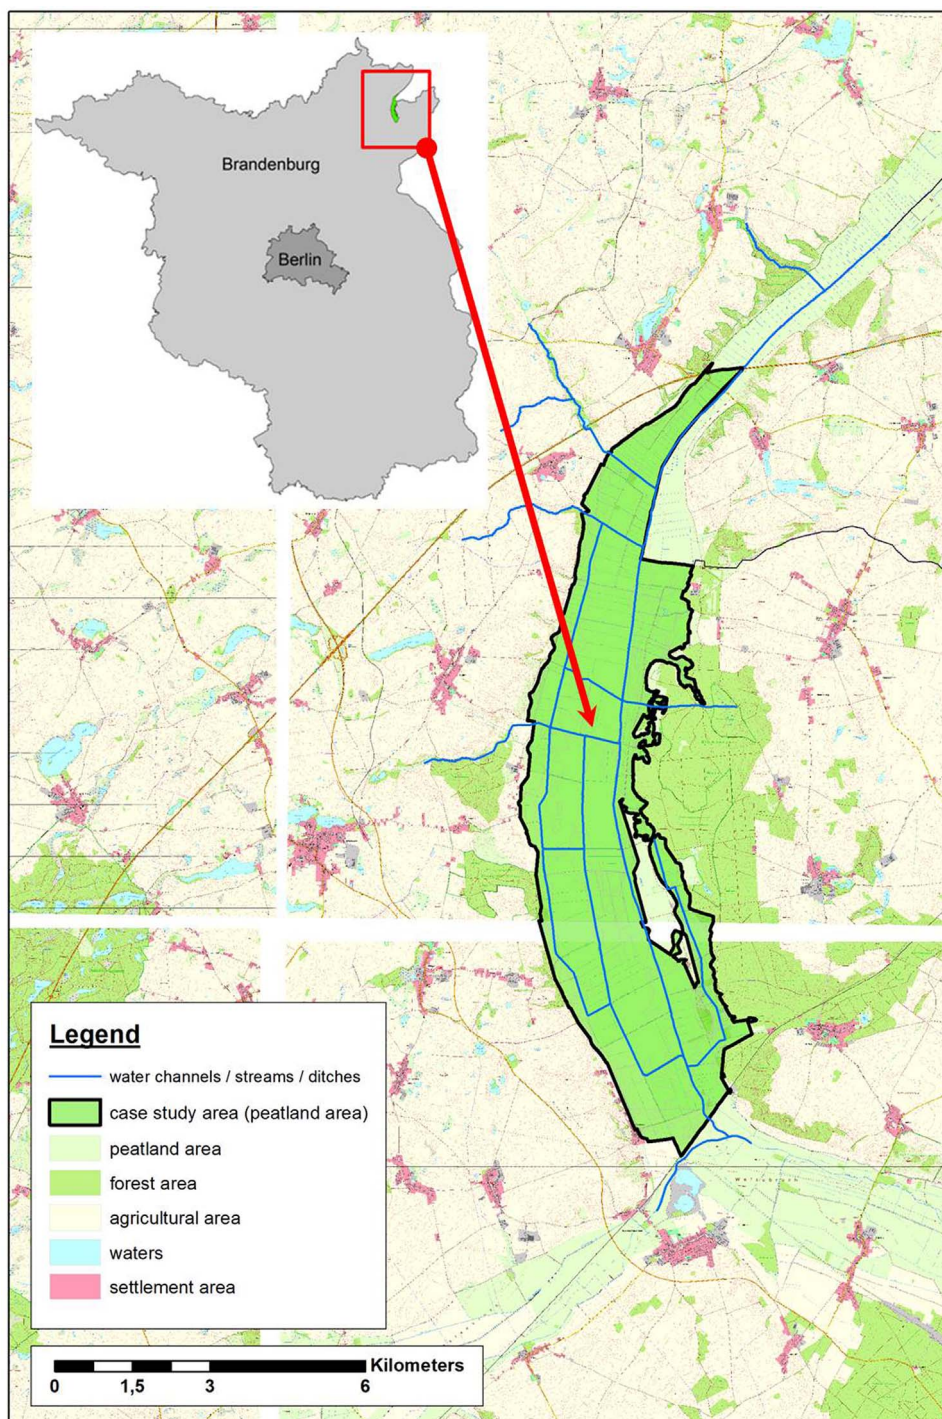 Brandenburg
Berlin
Legend
water channels / streams / ditches
case study area (peatland area)
peatland area
forest area
agricultural area
waters
settlement area
Kilometers
0 1,5 3 6